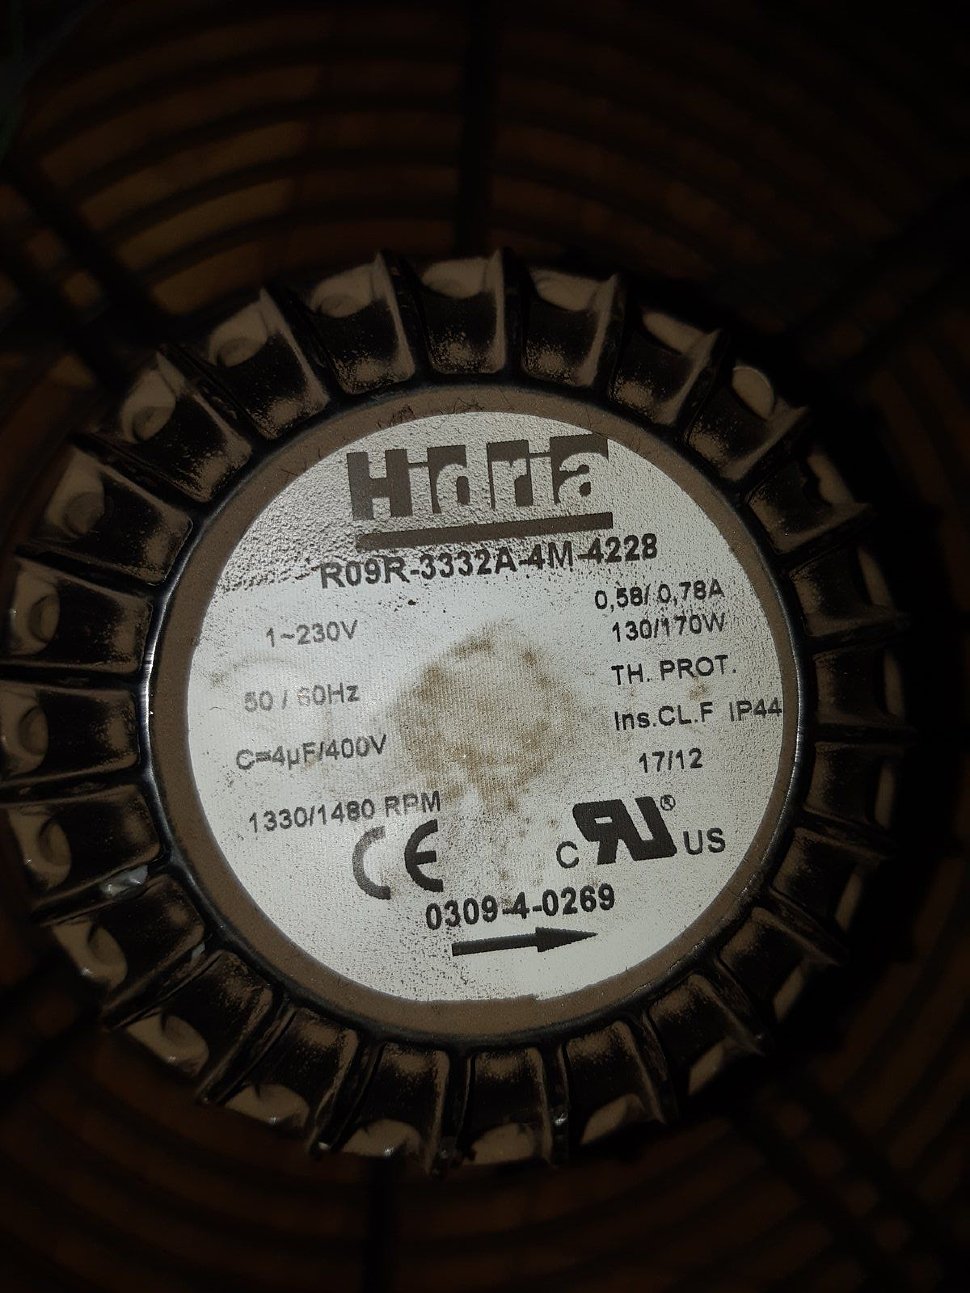 Hidria
R09R-3332A-4M-4228
0,58/ 0,78A
1~230V
130/170W
TH. PROT.
50 / 60Hz
Ins.CL.F IP44
C=4µF/400V
17/12
1330/1480 RPM
CE
C RU® US
0309-4-0269